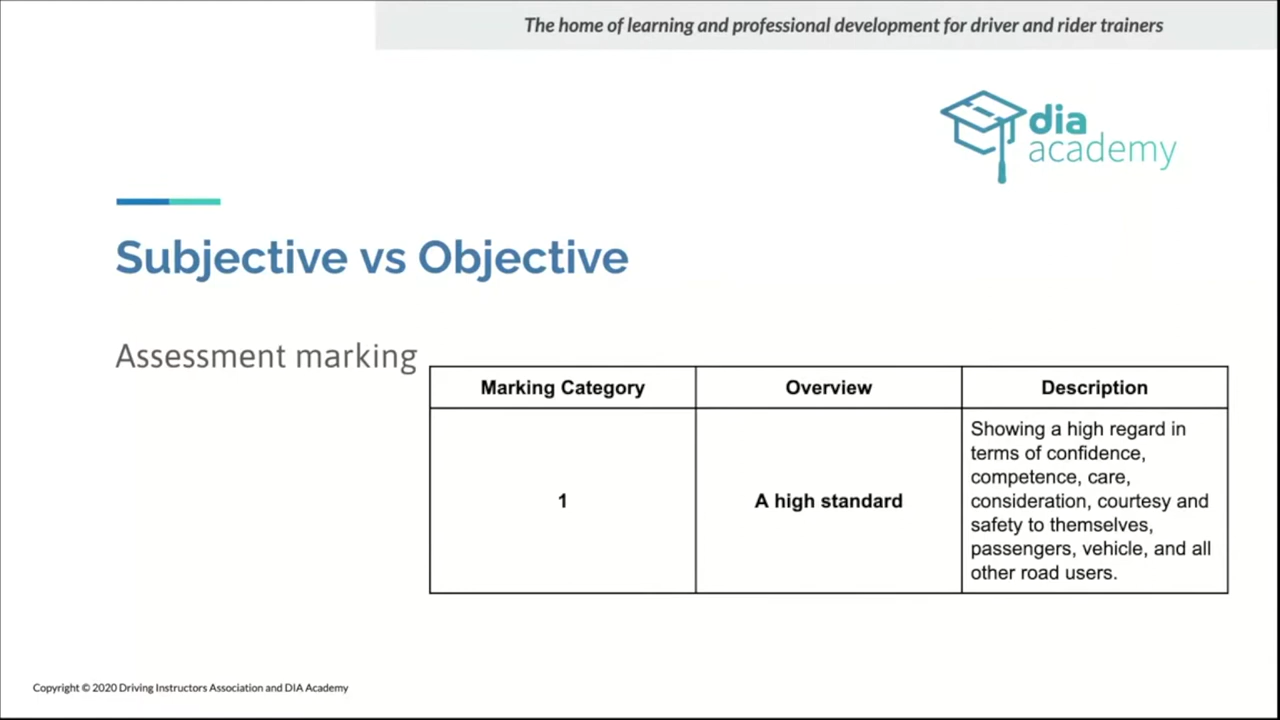 The home of learning and professional development for driver and rider trainers
dia
academy
Subjective vs Objective
Assessment marking
Marking Category
Overview
Description
1
A high standard
Showing a high regard in
terms of confidence,
competence, care,
consideration, courtesy and
safety to themselves,
passengers, vehicle, and all
other road users.
Copyright © 2020 Driving Instructors Association and DIA Academy